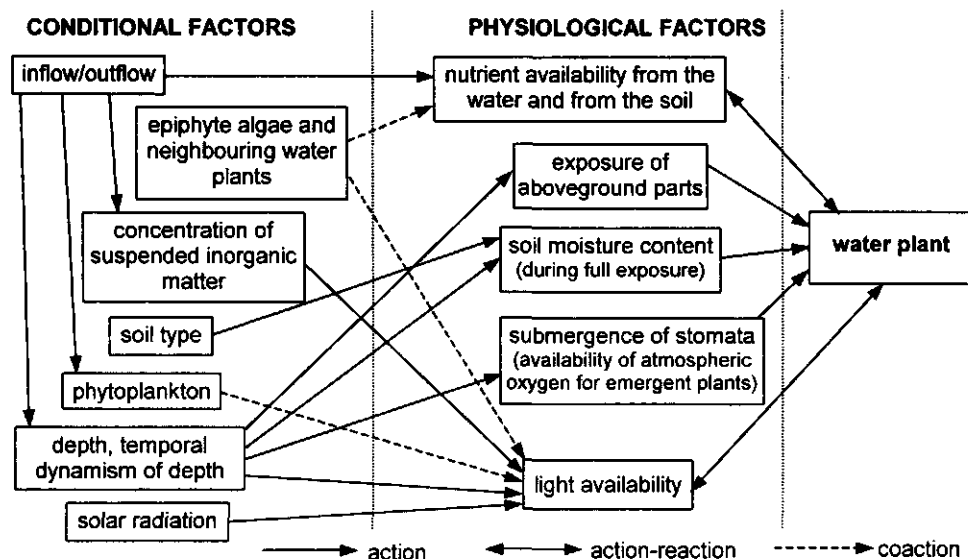 CONDITIONAL FACTORS
PHYSIOLOGICAL FACTORS
inflow/outflow
nutrient availability from the
water and from the soil
epiphyte algae and
neighbouring water
plants
exposure of
aboveground parts
concentration of
suspended inorganic
matter
soil moisture content
(during full exposure)
water plant
soil type
submergence of stomata
(availability of atmospheric
oxygen for emergent plants)
phytoplankton
depth, temporal
dynamism of depth
light availability
solar radiation
action
action-reaction
coaction